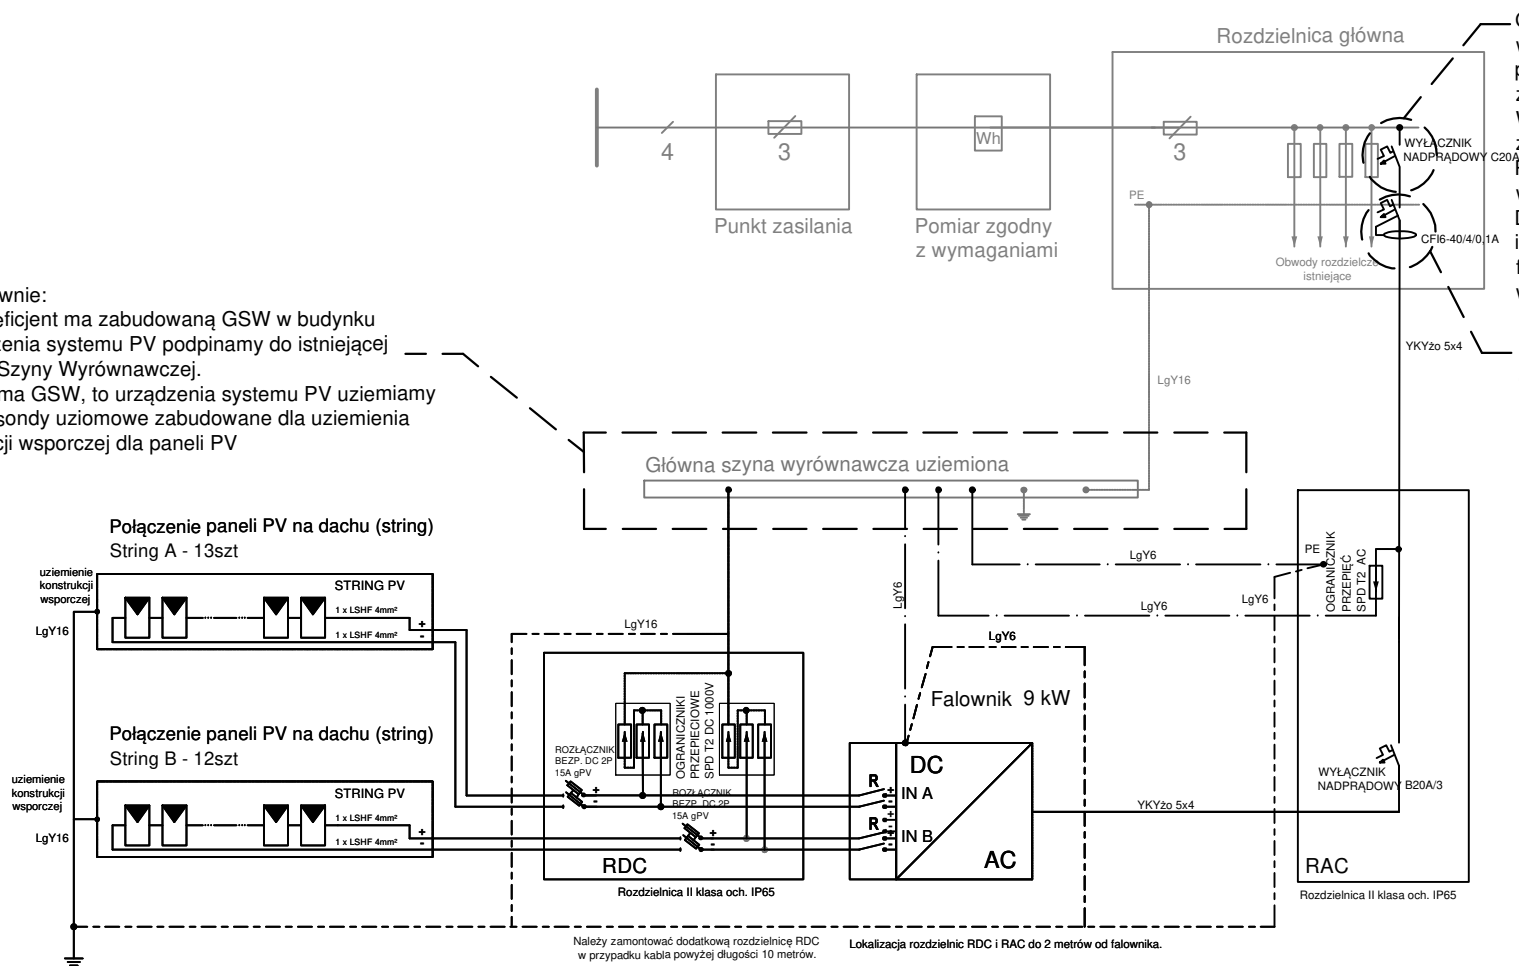 Rozdzielnica główna
WYŁĄCZNIK
NADPRĄDOWY C20A
Wh
4
3
3
PE
Punkt zasilania
Pomiar zgodny
z wymaganiami
CFI6-40/4/0,1A
Obwody rozdzielcze
istniejące
wnie:
eficjent ma zabudowaną GSW w budynku
zenia systemu PV podpinamy do istniejącej
Szyny Wyrównawczej.
ma GSW, to urządzenia systemu PV uziemiamy
sondy uziomowe zabudowane dla uziemienia
cji wsporczej dla paneli PV
YKYżo 5x4
LgY16
Główna szyna wyrównawcza uziemiona
Połączenie paneli PV na dachu (string)
String A - 13szt
uziemienie
konstrukcji
wsporczej
LgY16
STRING PV
1 x LSHF 4mm²
1 x LSHF 4mm²
+
-
LgY16
LgY6
LgY6
LgY6
LgY6
LgY6
PE
OGRANICZNIK
PRZEPIĘĆ
SPD T2 AC
Połączenie paneli PV na dachu (string)
String B - 12szt
uziemienie
konstrukcji
wsporczej
LgY16
STRING PV
1 x LSHF 4mm²
1 x LSHF 4mm²
+
-
OGRANICZNIKI
PRZEPIECIOWE
SPD T2 DC 1000V
ROZŁĄCZNIK
BEZP. DC 2P
15A gPV
+
-
ROZŁĄCZNIK
BEZP. DC 2P
15A gPV
+
-
RDC
Rozdzielnica II klasa och. IP65
Falownik 9 kW
DC
R
+
-
IN A
+
-
R
+
-
IN B
AC
YKYżo 5x4
WYŁĄCZNIK
NADPRĄDOWY B20A/3
RAC
Rozdzielnica II klasa och. IP65
Należy zamontować dodatkową rozdzielnicę RDC
w przypadku kabla powyżej długości 10 metrów.
Lokalizacja rozdzielnic RDC i RAC do 2 metrów od falownika.